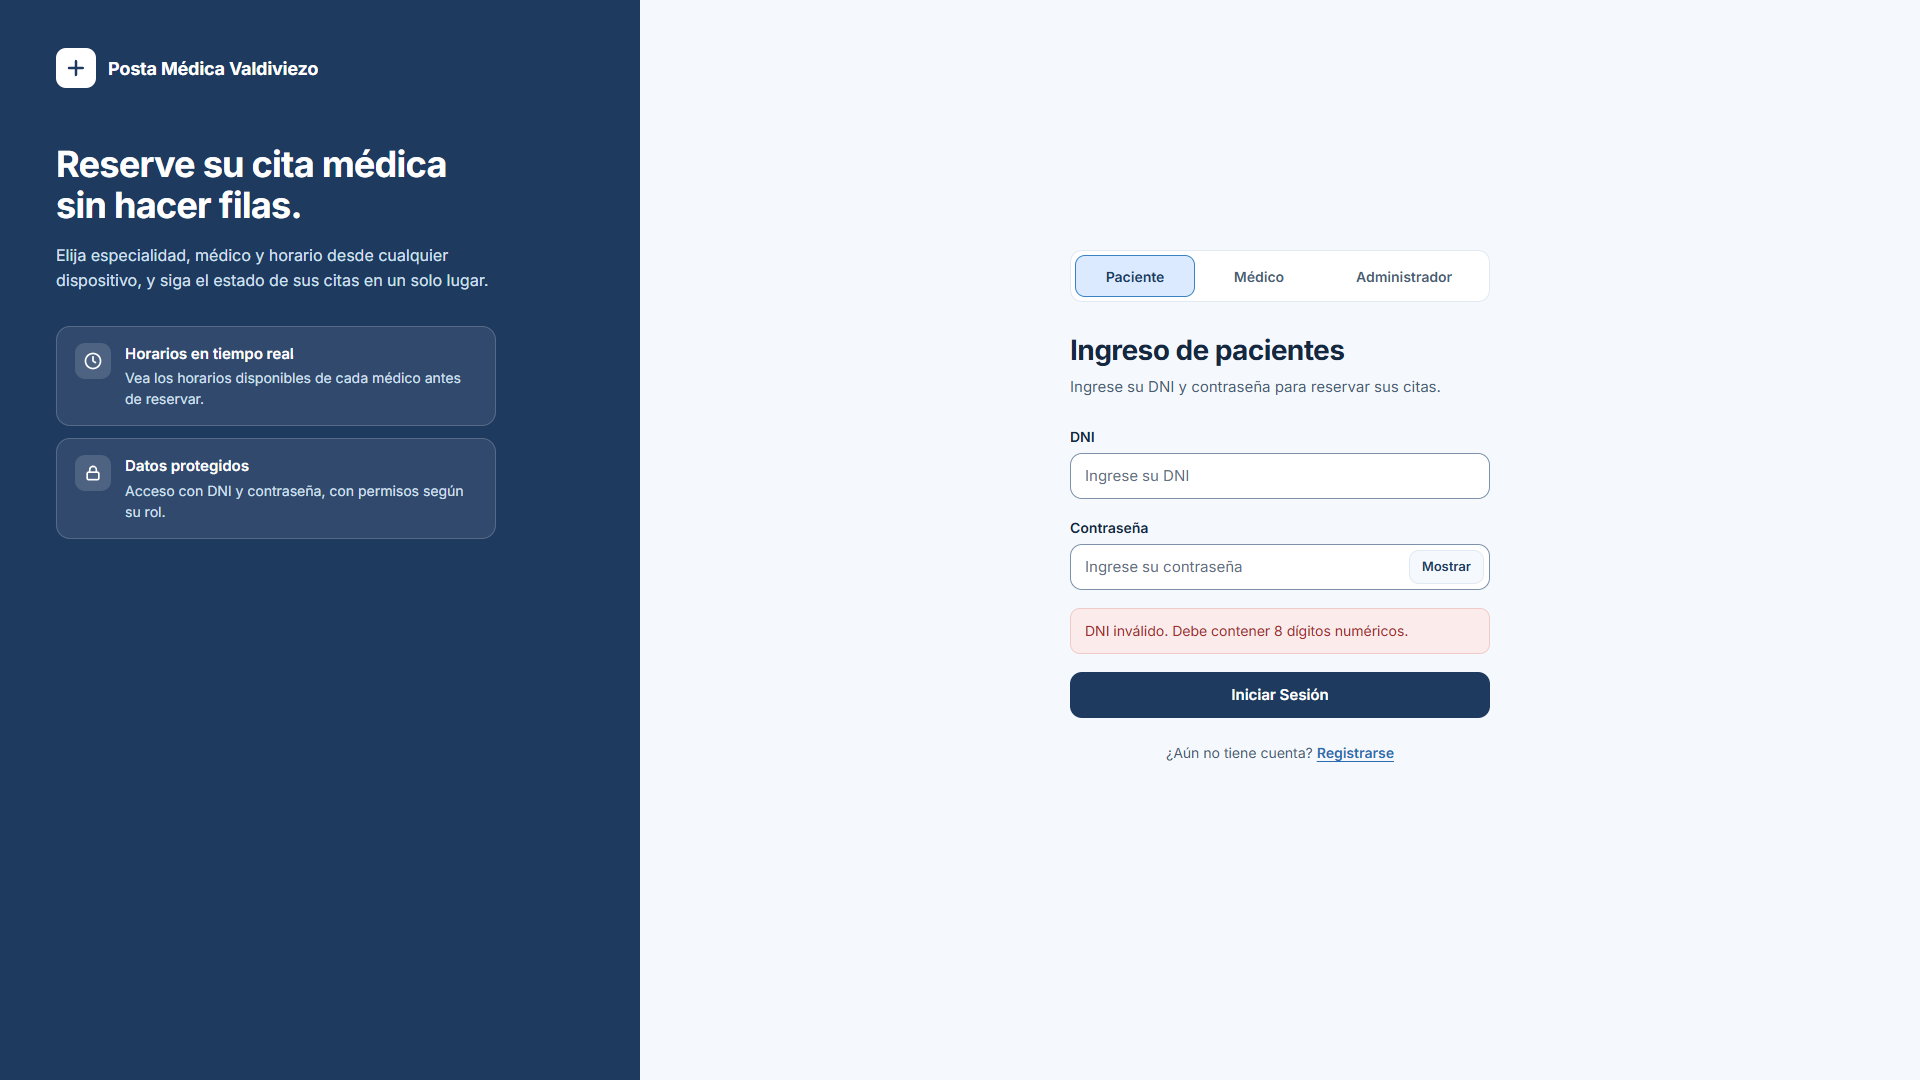 Posta Médica Valdiviezo
Reserve su cita médica
sin hacer filas.
Elija especialidad, médico y horario desde cualquier
dispositivo, y siga el estado de sus citas en un solo lugar.
Horarios en tiempo real
Vea los horarios disponibles de cada médico antes
de reservar.
Datos protegidos
Acceso con DNI y contraseña, con permisos según
su rol.
Paciente Médico Administrador
Ingreso de pacientes
Ingrese su DNI y contraseña para reservar sus citas.
DNI
Ingrese su DNI
Contraseña
Ingrese su contraseña Mostrar
DNI inválido. Debe contener 8 dígitos numéricos.
Iniciar Sesión
¿Aún no tiene cuenta? Registrarse